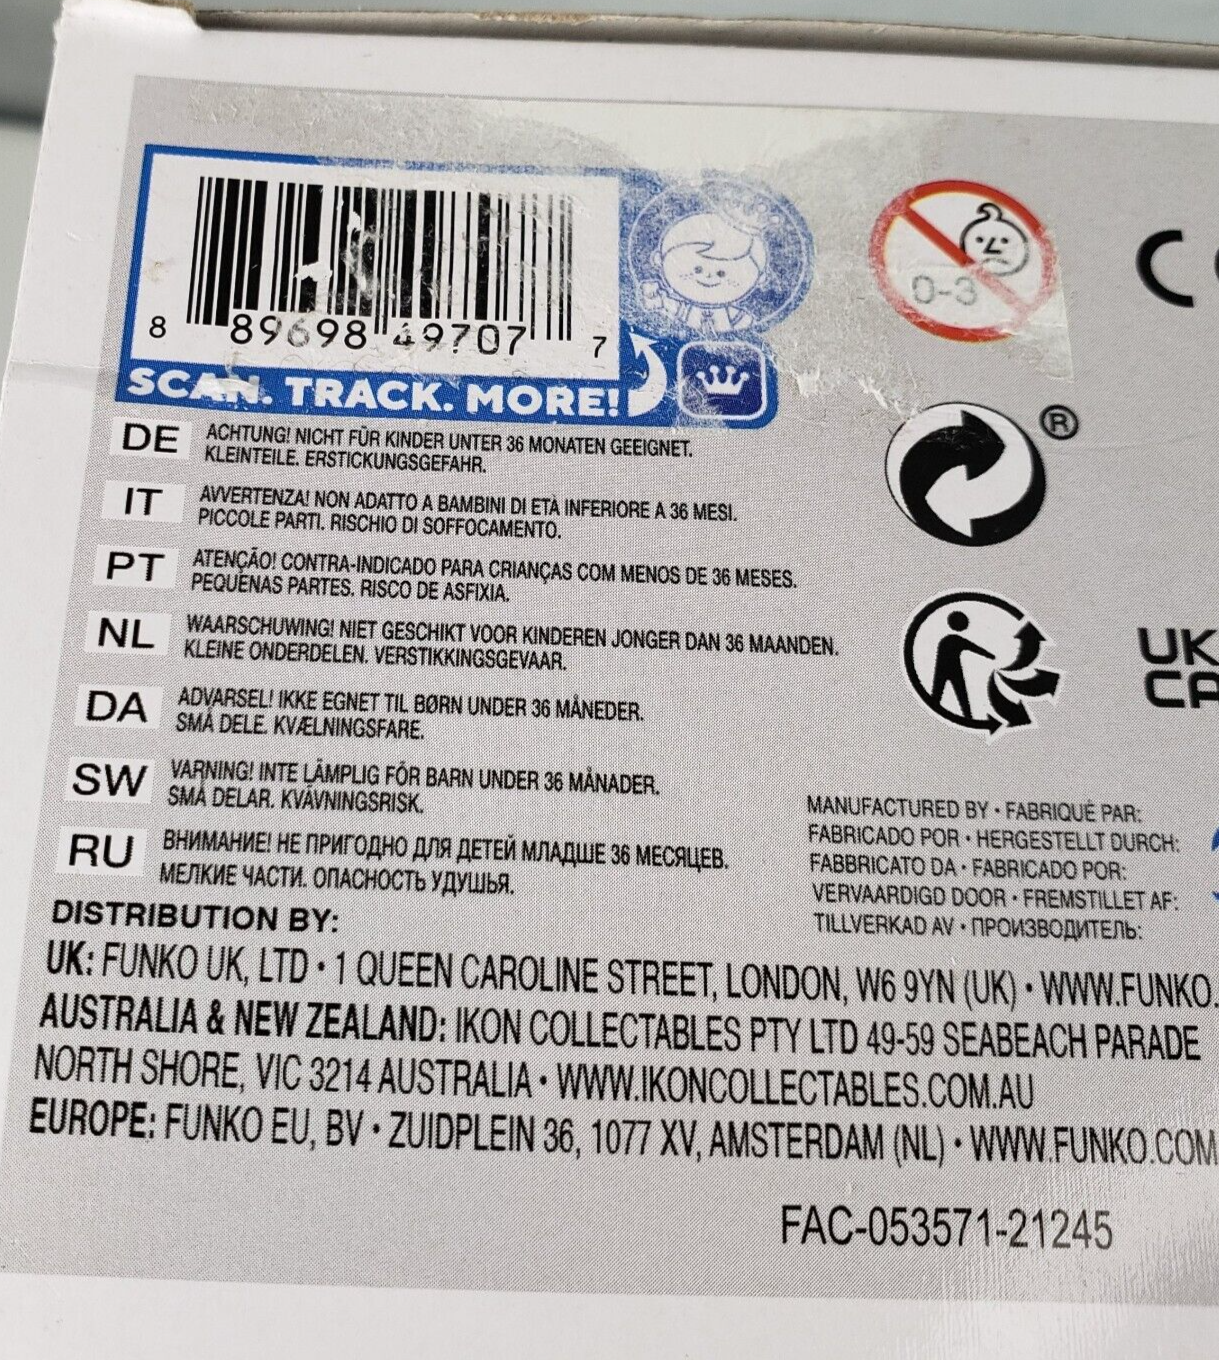 8 89698 49707 7
SCAN. TRACK. MORE!
0-3
®
DE ACHTUNG! NICHT FÜR KINDER UNTER 36 MONATEN GEEIGNET.
KLEINTEILE. ERSTICKUNGSGEFAHR.
IT AVVERTENZA! NON ADATTO A BAMBINI DI ETÀ INFERIORE A 36 MESI.
PICCOLE PARTI. RISCHIO DI SOFFOCAMENTO.
PT ATENÇÃO! CONTRA-INDICADO PARA CRIANÇAS COM MENOS DE 36 MESES.
PEQUENAS PARTES. RISCO DE ASFIXIA.
NL WAARSCHUWING! NIET GESCHIKT VOOR KINDEREN JONGER DAN 36 MAANDEN.
KLEINE ONDERDELEN. VERSTIKKINGSGEVAAR.
DA ADVARSEL! IKKE EGNET TIL BØRN UNDER 36 MÅNEDER.
SMÅ DELE. KVÆLNINGSFARE.
SW VARNING! INTE LÄMPLIG FÖR BARN UNDER 36 MÅNADER.
SMÅ DELAR. KVÄVNINGSRISK.
RU ВНИМАНИЕ! НЕ ПРИГОДНО ДЛЯ ДЕТЕЙ МЛАДШЕ 36 МЕСЯЦЕВ.
МЕЛКИЕ ЧАСТИ. ОПАСНОСТЬ УДУШЬЯ.
UK
CA
MANUFACTURED BY • FABRIQUÉ PAR:
FABRICADO POR • HERGESTELLT DURCH:
FABBRICATO DA • FABRICADO POR:
VERVAARDIGD DOOR • FREMSTILLET AF:
TILLVERKAD AV • ПРОИЗВОДИТЕЛЬ:
DISTRIBUTION BY:
UK: FUNKO UK, LTD • 1 QUEEN CAROLINE STREET, LONDON, W6 9YN (UK) • WWW.FUNKO.
AUSTRALIA & NEW ZEALAND: IKON COLLECTABLES PTY LTD 49-59 SEABEACH PARADE
NORTH SHORE, VIC 3214 AUSTRALIA • WWW.IKONCOLLECTABLES.COM.AU
EUROPE: FUNKO EU, BV • ZUIDPLEIN 36, 1077 XV, AMSTERDAM (NL) • WWW.FUNKO.COM
FAC-053571-21245